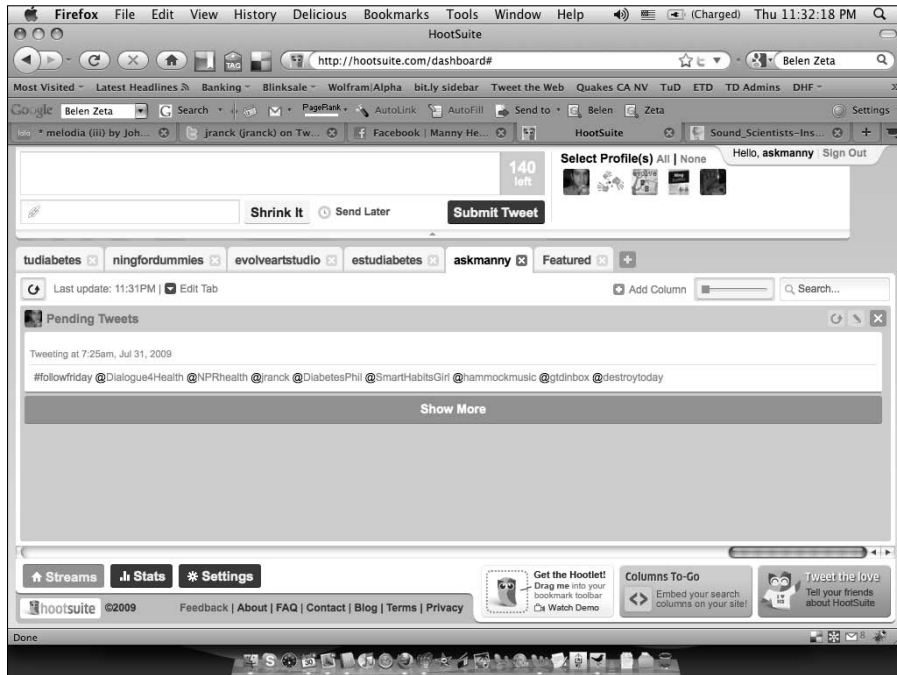 Firefox File Edit View History Delicious Bookmarks Tools Window Help (Charged) Thu 11:32:18 PM
HootSuite
http://hootsuite.com/dashboard# Belen Zeta
Most Visited Latest Headlines Banking Blinksale Wolfram|Alpha bit.ly sidebar Tweet the Web Quakes CA NV TuD ETD TD Admins DHF
Google Belen Zeta Search PageRank AutoLink AutoFill Send to Belen Zeta Settings
* melodia (iii) by Joh... jranck (jranck) on Tw... Facebook | Manny He... HootSuite Sound_Scientists-Ins...
140 left Select Profile(s) All | None Hello, askmanny Sign Out
Shrink It Send Later Submit Tweet
tudiabetes ningfordummies evolveartstudio estudiabetes askmanny Featured
Last update: 11:31PM | Edit Tab Add Column Search...
Pending Tweets
Tweeting at 7:25am, Jul 31, 2009
#followfriday @Dialogue4Health @NPRhealth @jranck @DiabetesPhil @SmartHabitsGirl @hammockmusic @gtdinbox @destroytoday
Show More
Streams Stats Settings
Get the Hootlet!
Drag me into your
bookmark toolbar
Watch Demo
Columns To-Go
Embed your search
columns on your site!
Tweet the love
Tell your friends
about HootSuite
hootsuite ©2009 Feedback | About | FAQ | Contact | Blog | Terms | Privacy
Done 8